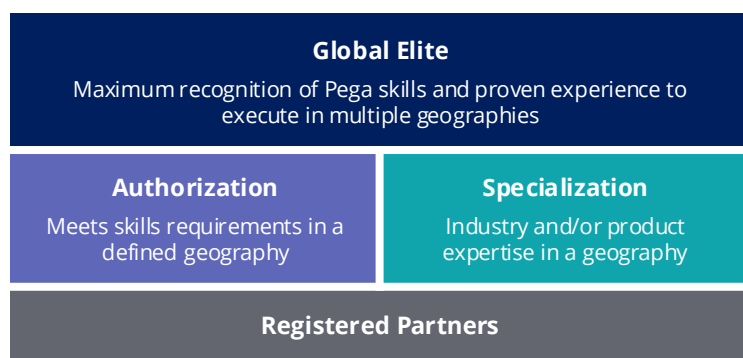 Global Elite
Maximum recognition of Pega skills and proven experience to
execute in multiple geographies
Authorization
Meets skills requirements in a
defined geography
Specialization
Industry and/or product
expertise in a geography
Registered Partners